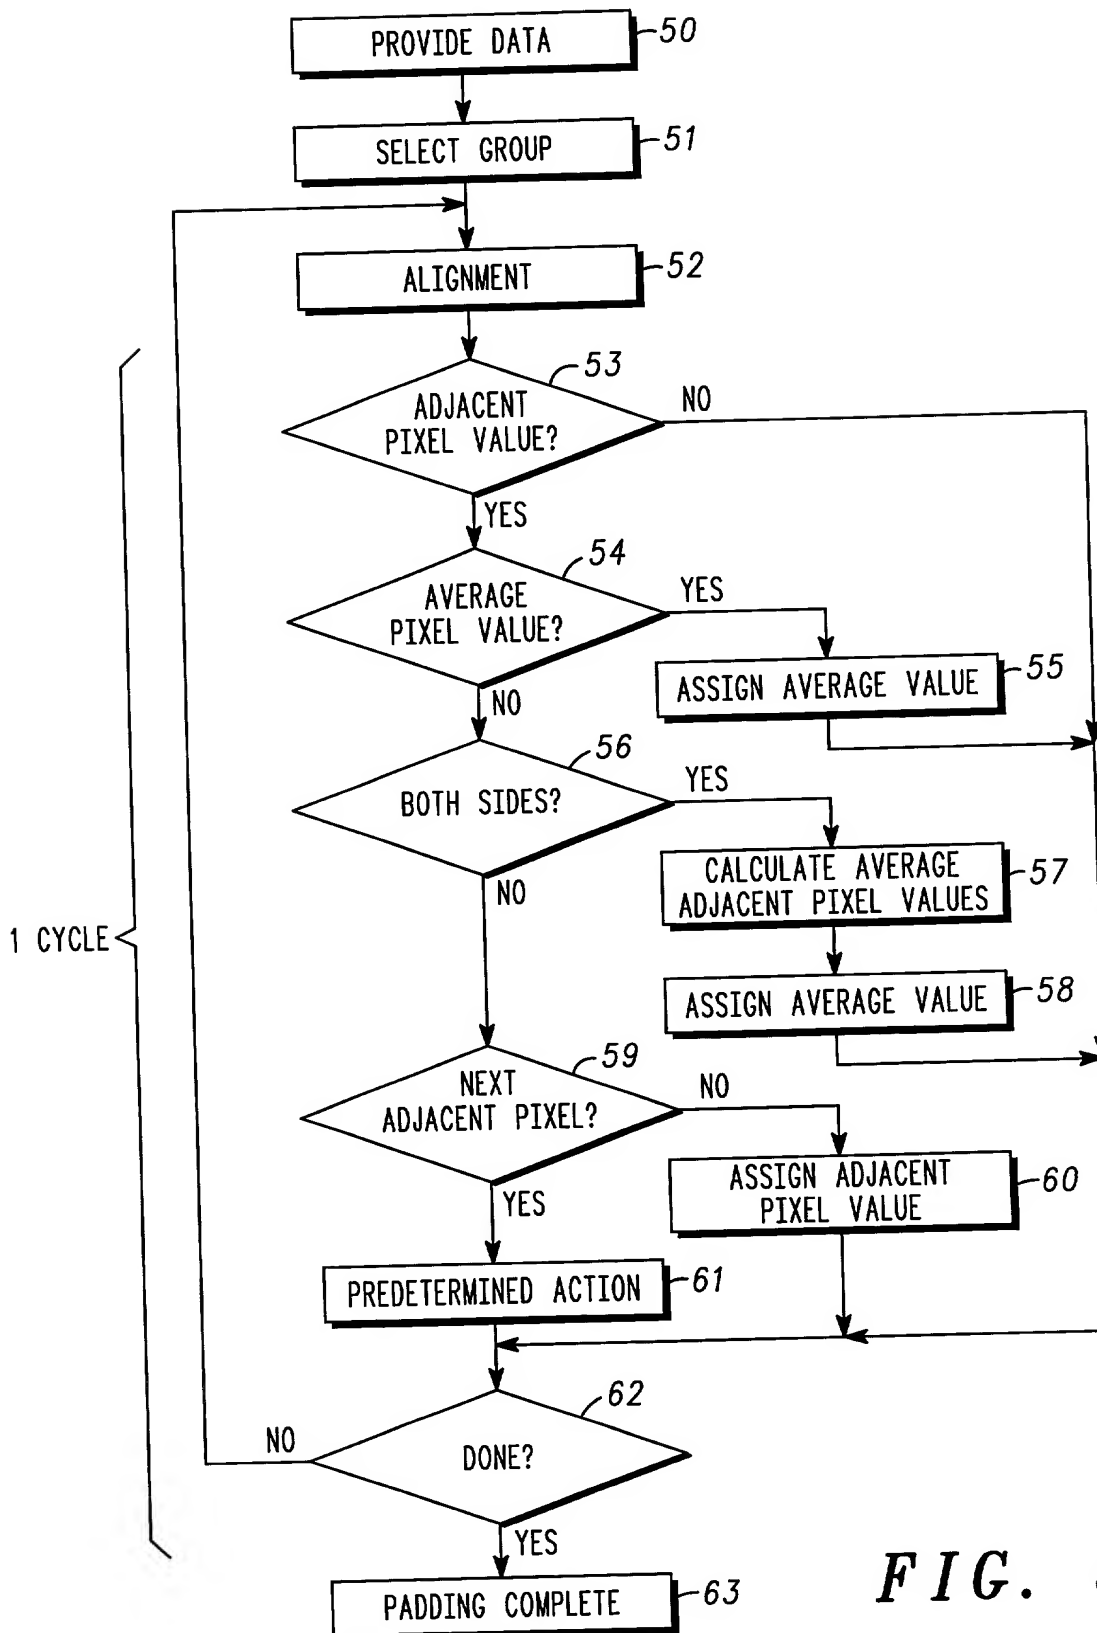 PROVIDE DATA
50
SELECT GROUP
51
ALIGNMENT
52
ADJACENT
PIXEL VALUE?
53
NO
YES
AVERAGE
PIXEL VALUE?
54
YES
NO
ASSIGN AVERAGE VALUE
55
BOTH SIDES?
56
YES
NO
CALCULATE AVERAGE
ADJACENT PIXEL VALUES
57
1 CYCLE
ASSIGN AVERAGE VALUE
58
NEXT
ADJACENT PIXEL?
59
NO
YES
ASSIGN ADJACENT
PIXEL VALUE
60
PREDETERMINED ACTION
61
DONE?
62
NO
YES
PADDING COMPLETE
63
FIG.